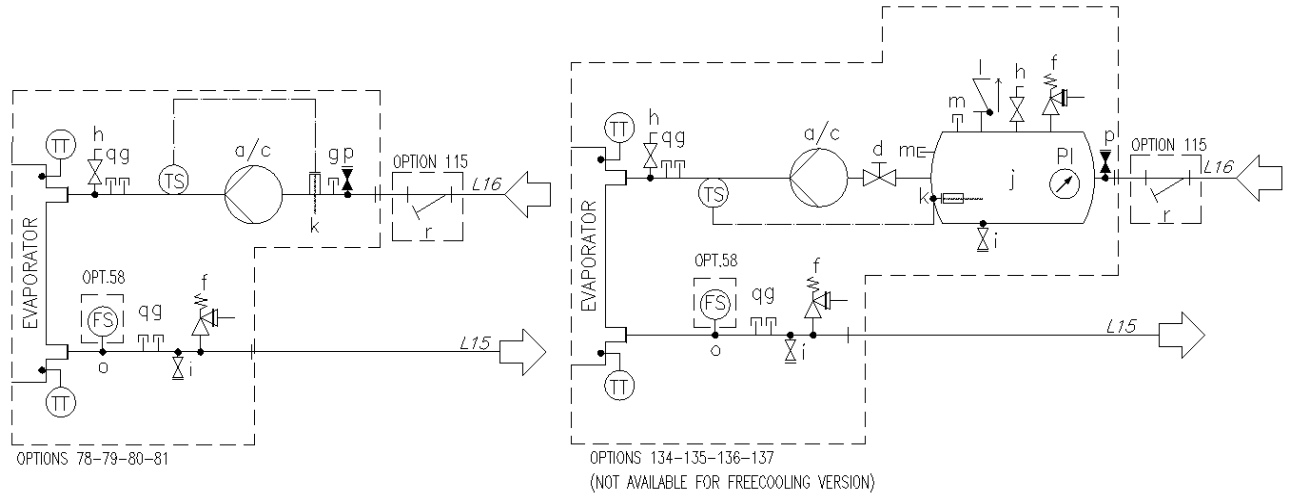 TT
h
qg
TS
a/c
k
gp
OPTION 115
L16
r
EVAPORATOR
OPT.58
FS
o
qg
i
f
L15
TT
OPTIONS 78-79-80-81
TT
h
qg
TS
a/c
d
m
m
l
h
f
k
j
PI
i
p
OPTION 115
L16
r
EVAPORATOR
OPT.58
FS
o
qg
i
f
L15
TT
OPTIONS 134-135-136-137
(NOT AVAILABLE FOR FREECOOLING VERSION)